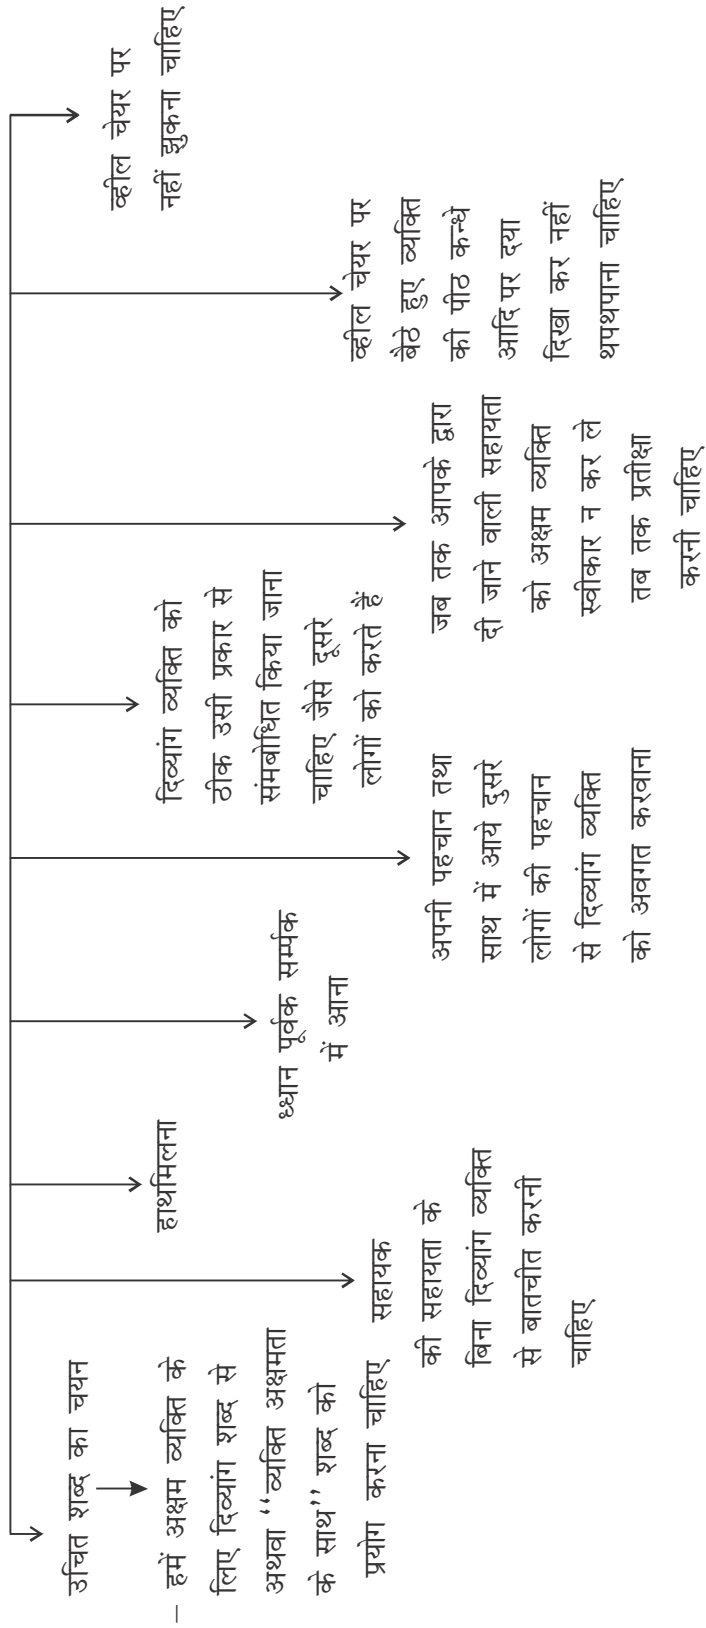 उचित शब्द का चयन
– हमें अक्षम व्यक्ति के
लिए दिव्यांग शब्द से
अथवा ‘‘व्यक्ति अक्षमता
के साथ’’ शब्द को
प्रयोग करना चाहिए
सहायक
की सहायता के
बिना दिव्यांग व्यक्ति
से बातचीत करनी
चाहिए
हाथमिलना
ध्धान पूर्वक सर्म्पक
में आना
अपनी पहचान तथा
साथ में आये दुसरे
लोगों की पहचान
से दिव्यांग व्यक्ति
को अवगत करवाना
दिव्यांग व्यक्ति को
ठीक उसी प्रकार से
संमबोधित किया जाना
चाहिए जैसे दूसरे
लोगों को करते हैं
जब तक आपके द्वारा
दी जाने वाली सहायता
को अक्षम व्यक्ति
स्वीकार न कर ले
तब तक प्रतीक्षा
करनी चाहिए
व्हील चेयर पर
बैठे हुए व्यक्ति
की पीठ कन्धे
आदि पर दया
दिखा कर नहीं
थपथपाना चाहिए
व्हील चेयर पर
नहीं झुकना चाहिए